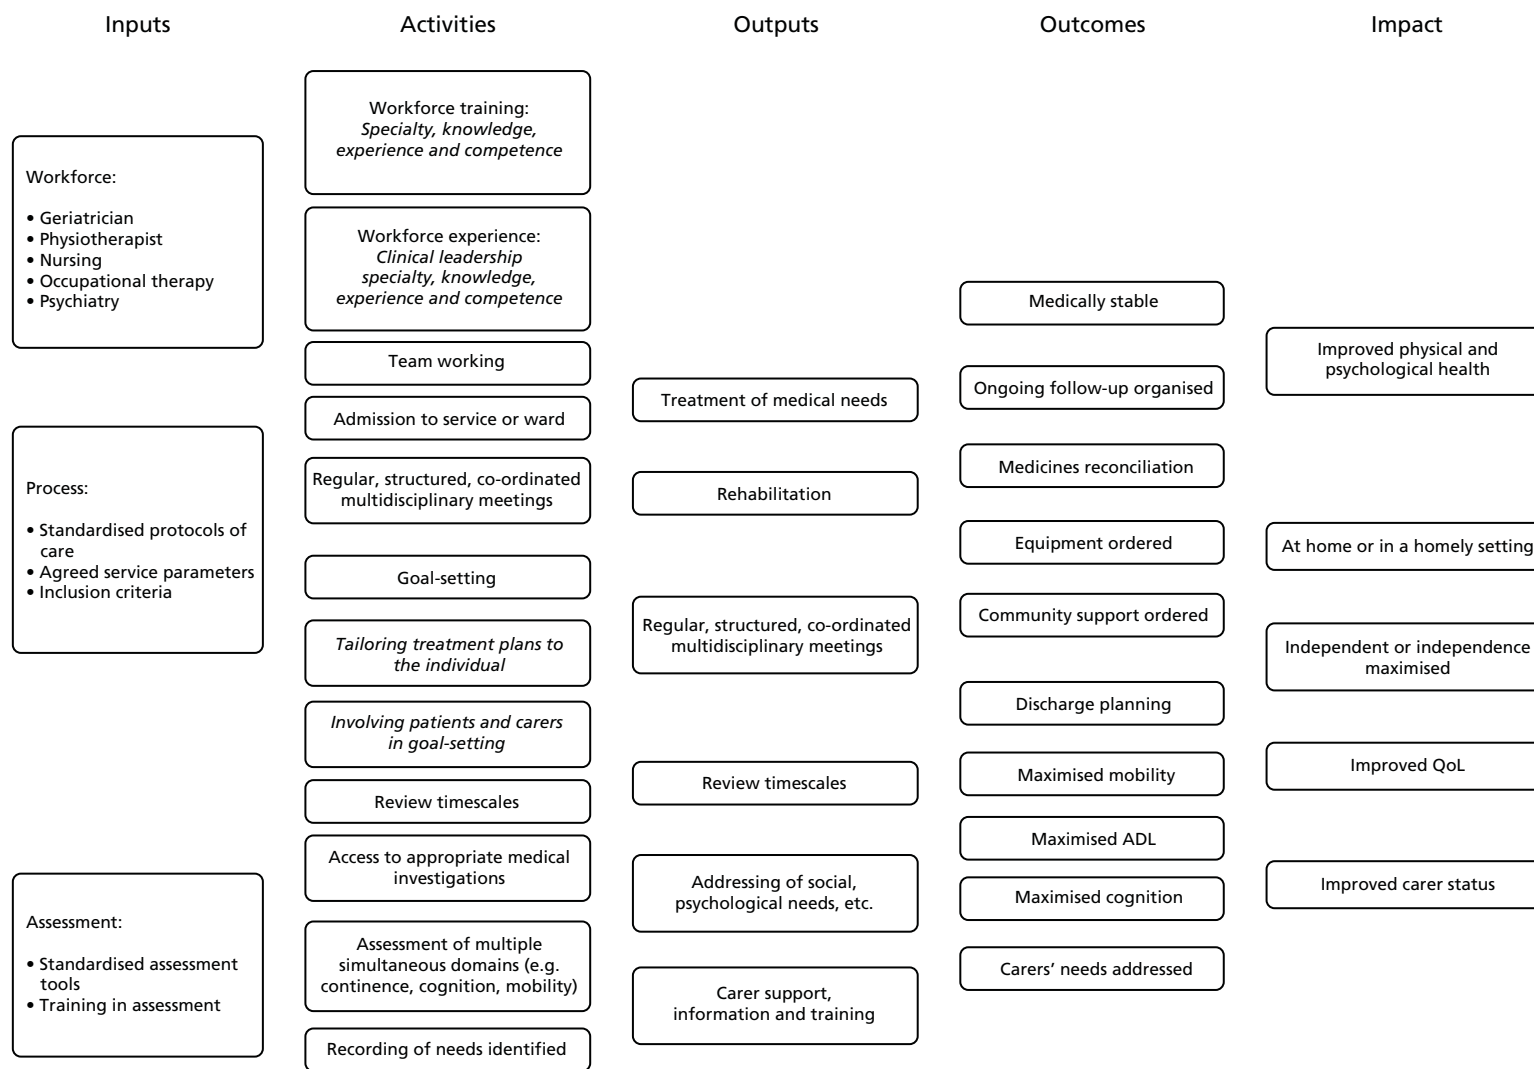 Inputs
Activities
Outputs
Outcomes
Impact
Workforce:
• Geriatrician
• Physiotherapist
• Nursing
• Occupational therapy
• Psychiatry
Process:
• Standardised protocols of
care
• Agreed service parameters
• Inclusion criteria
Assessment:
• Standardised assessment
tools
• Training in assessment
Workforce training:
Specialty, knowledge,
experience and competence
Workforce experience:
Clinical leadership
specialty, knowledge,
experience and competence
Team working
Admission to service or ward
Regular, structured, co-ordinated
multidisciplinary meetings
Goal-setting
Tailoring treatment plans to
the individual
Involving patients and carers
in goal-setting
Review timescales
Access to appropriate medical
investigations
Assessment of multiple
simultaneous domains (e.g.
continence, cognition, mobility)
Recording of needs identified
Treatment of medical needs
Rehabilitation
Regular, structured, co-ordinated
multidisciplinary meetings
Review timescales
Addressing of social,
psychological needs, etc.
Carer support,
information and training
Medically stable
Ongoing follow-up organised
Medicines reconciliation
Equipment ordered
Community support ordered
Discharge planning
Maximised mobility
Maximised ADL
Maximised cognition
Carers’ needs addressed
Improved physical and
psychological health
At home or in a homely setting
Independent or independence
maximised
Improved QoL
Improved carer status